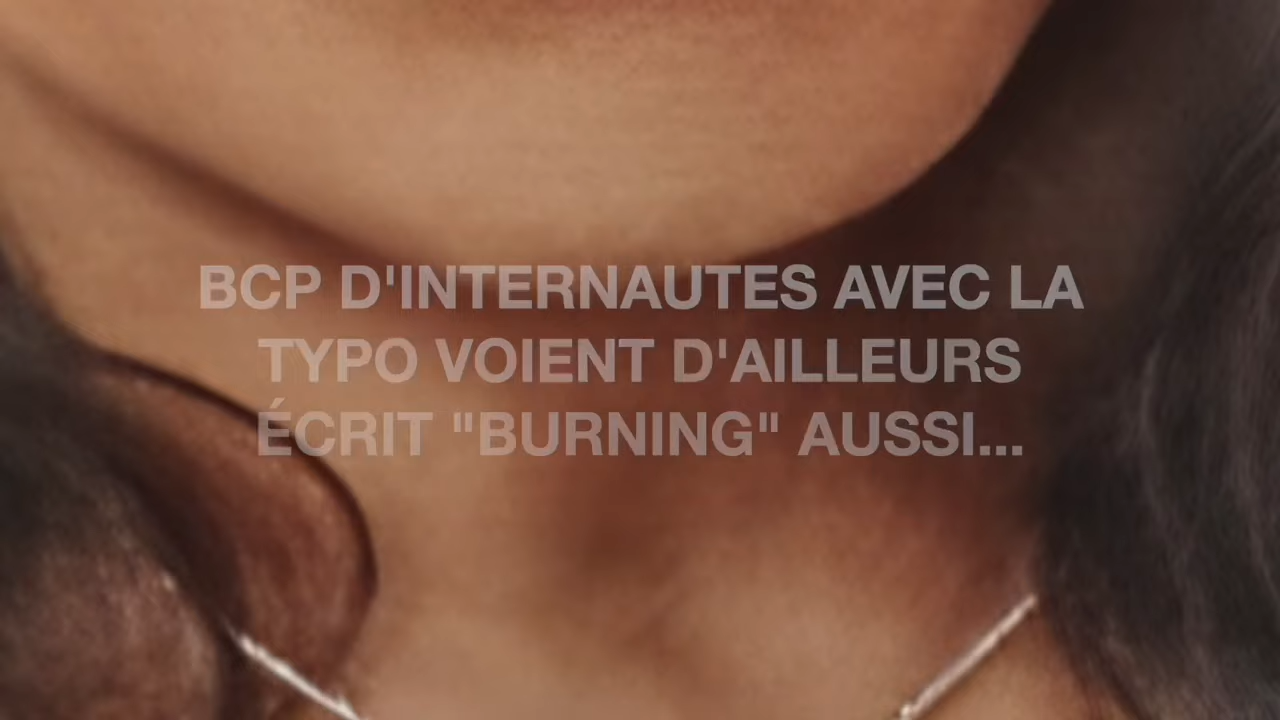 BCP D'INTERNAUTES AVEC LA
TYPO VOIENT D'AILLEURS
ÉCRIT "BURNING" AUSSI...